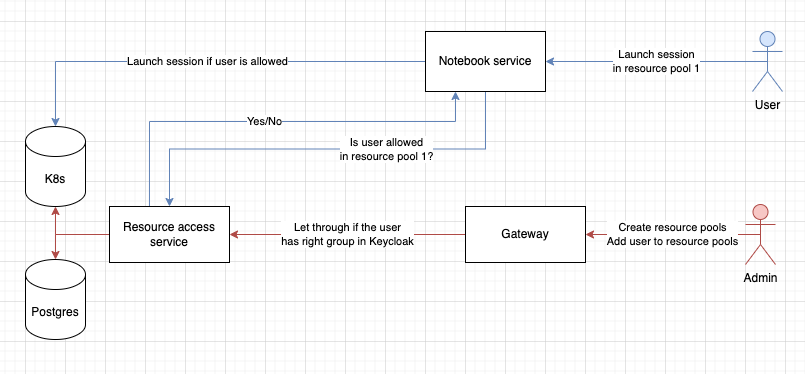 Launch session if user is allowed
Notebook service
Launch session
in resource pool 1
User
Yes/No
Is user allowed
in resource pool 1?
K8s
Resource access
service
Let through if the user
has right group in Keycloak
Gateway
Create resource pools
Add user to resource pools
Admin
Postgres